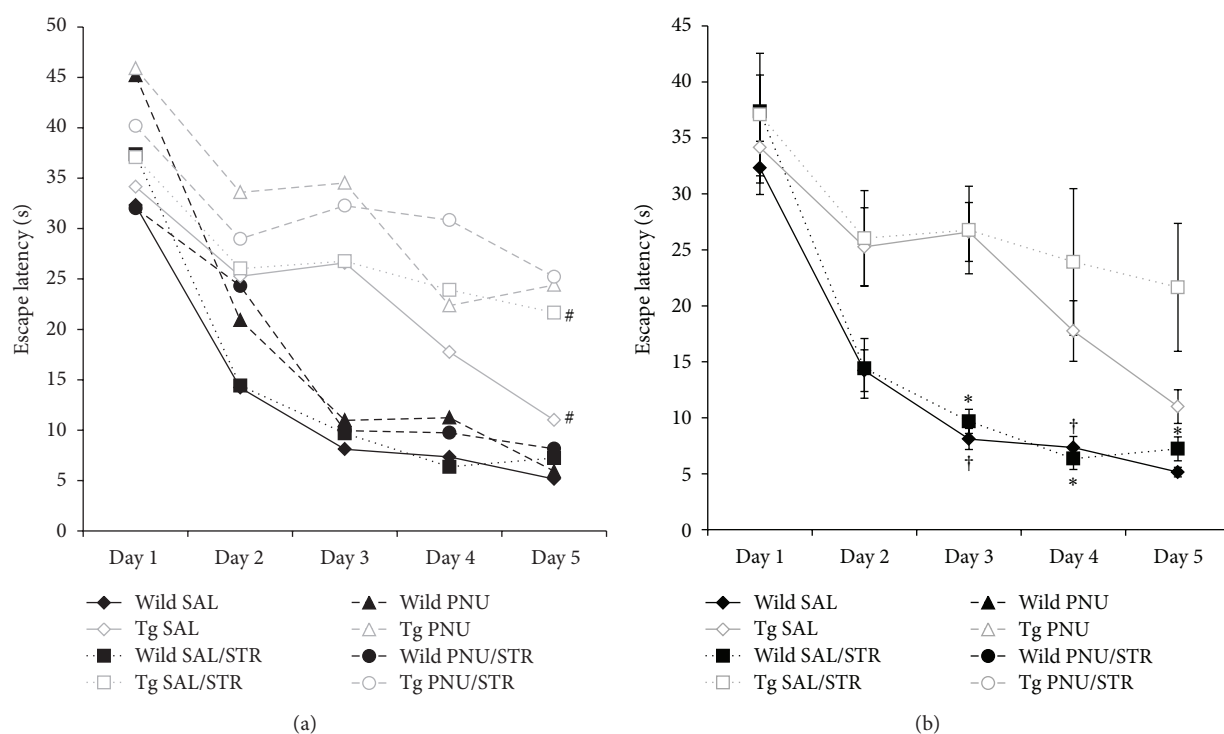 50
45
40
35
30
25
20
15
10
5
0
Escape latency (s)
#
#
Day 1 Day 2 Day 3 Day 4 Day 5
Wild SAL Wild PNU
Tg SAL Tg PNU
Wild SAL/STR Wild PNU/STR
Tg SAL/STR Tg PNU/STR
(a)
45
40
35
30
25
20
15
10
5
0
Escape latency (s)
* † *
† *
Day 1 Day 2 Day 3 Day 4 Day 5
Wild SAL Wild PNU
Tg SAL Tg PNU
Wild SAL/STR Wild PNU/STR
Tg SAL/STR Tg PNU/STR
(b)